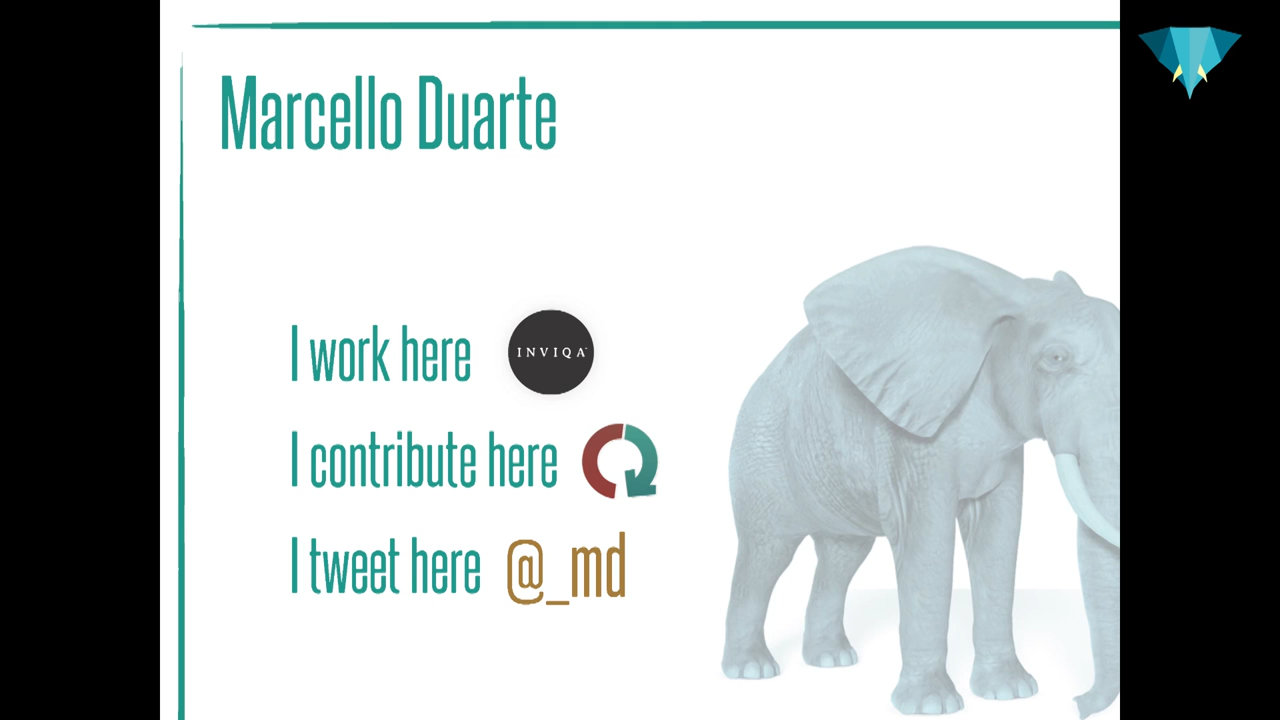 Marcello Duarte
I work here INVIQA
I contribute here
I tweet here @_md